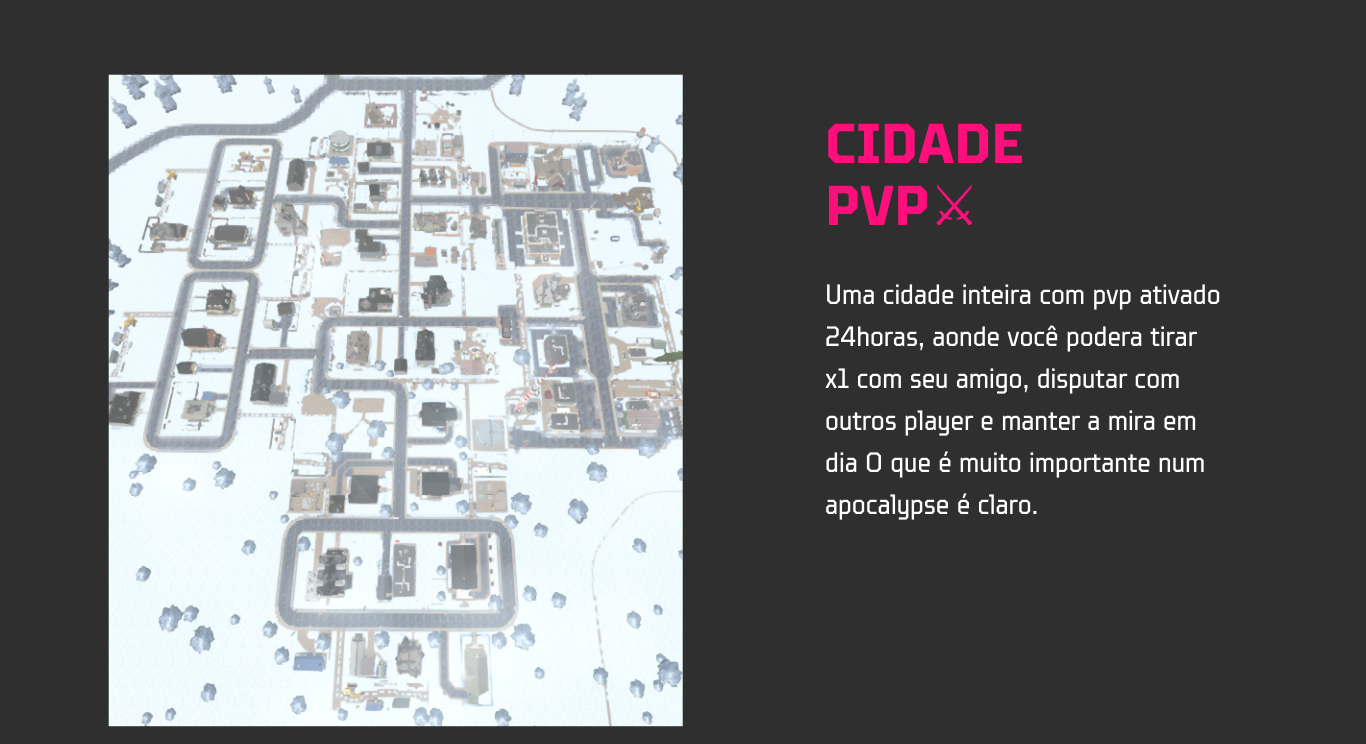 CIDADE
PVP⚔
Uma cidade inteira com pvp ativado
24horas, aonde você podera tirar
x1 com seu amigo, disputar com
outros player e manter a mira em
dia O que é muito importante num
apocalypse é claro.